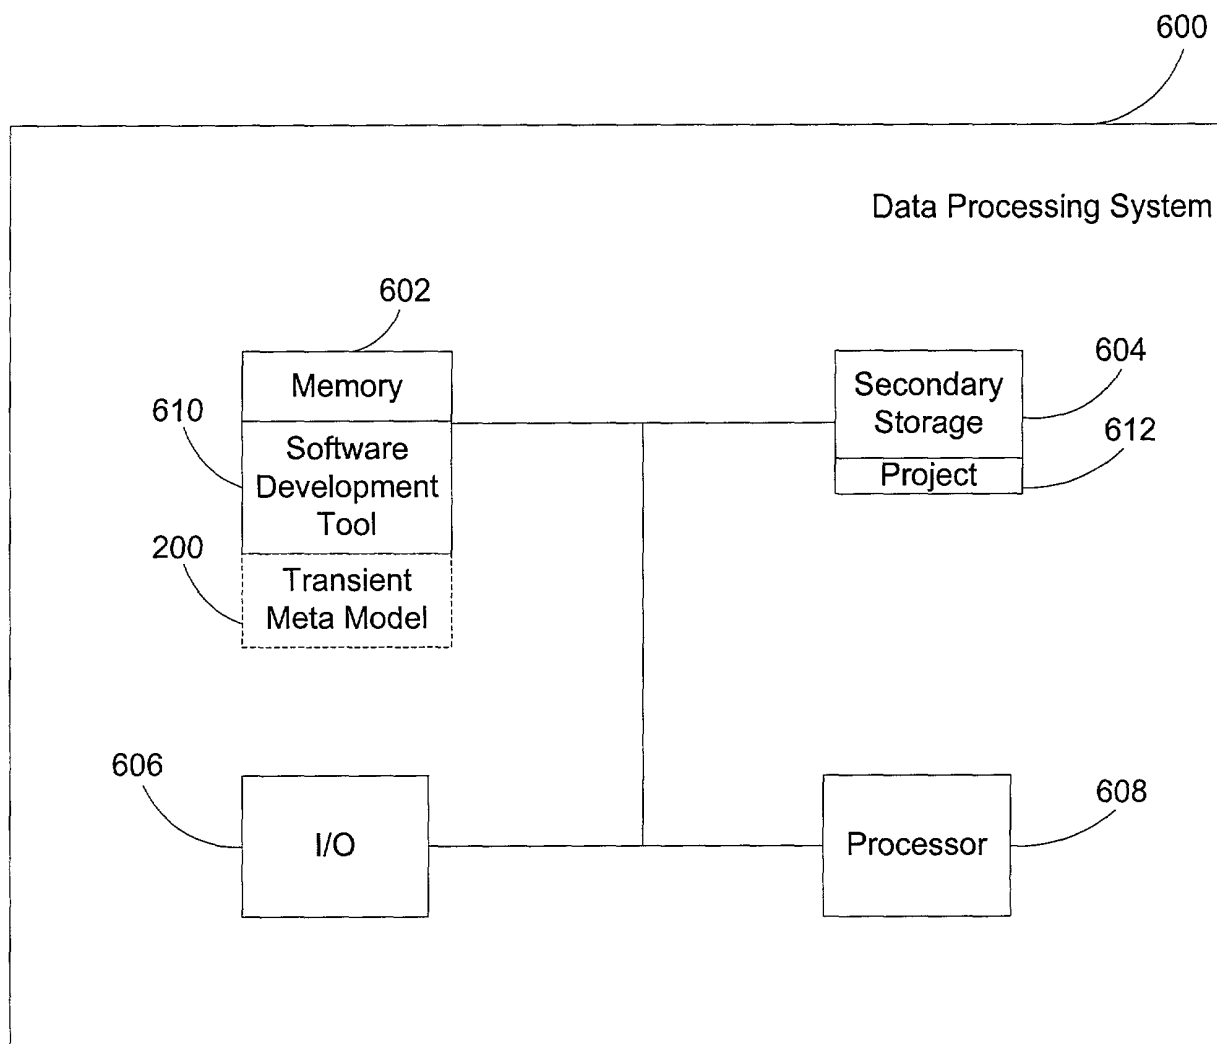 600
Data Processing System
602
Memory
610
Software
Development
Tool
200
Transient
Meta Model
604
Secondary
Storage
612
Project
606
I/O
608
Processor